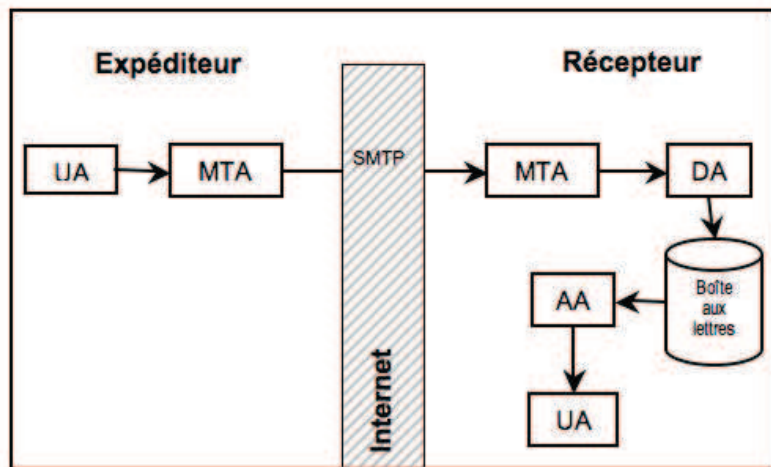 Expéditeur
Récepteur
UA
MTA
SMTP
MTA
DA
Boîte
aux
lettres
AA
UA
Internet